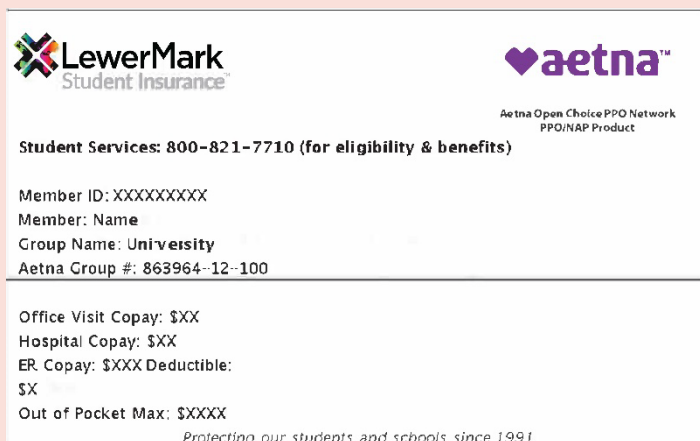 LewerMark
Student Insurance™
aetna™
Aetna Open Choice PPO Network
PPO/NAP Product
Student Services: 800-821-7710 (for eligibility & benefits)
Member ID: XXXXXXXXX
Member: Name
Group Name: University
Aetna Group #: 863964-12-100
Office Visit Copay: $XX
Hospital Copay: $XX
ER Copay: $XXX Deductible:
$X
Out of Pocket Max: $XXXX
Protecting our students and schools since 1991